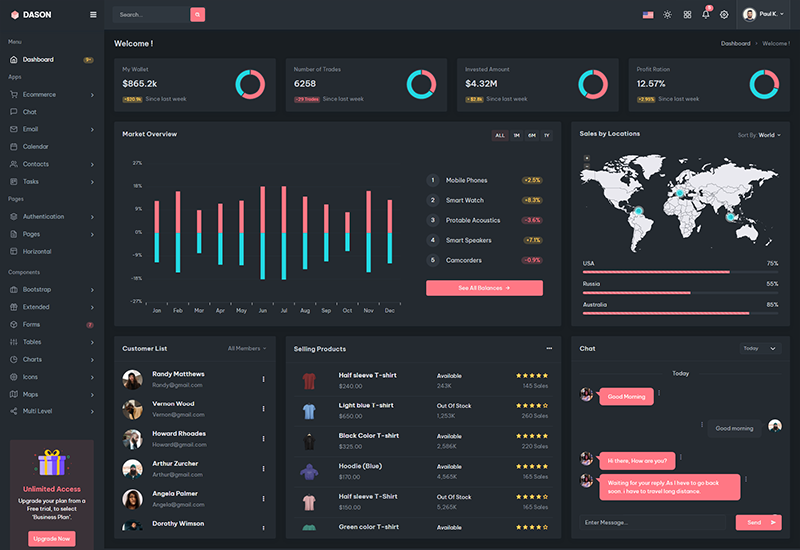 DASON
Search...
9
Paul K.
Menu
Dashboard
9+
Apps
Ecommerce
Chat
Email
Calendar
Contacts
Tasks
Pages
Authentication
Pages
Horizontal
Components
Bootstrap
Extended
Forms
7
Tables
Charts
Icons
Maps
Multi Level
Unlimited Access
Upgrade your plan from a
Free trial, to select
'Business Plan'.
Upgrade Now
Welcome !
Dashboard > Welcome !
My Wallet
$865.2k
+$20.9k Since last week
Number of Trades
6258
-29 Trades Since last week
Invested Amount
$4.32M
+ $2.8k Since last week
Profit Ration
12.57%
+2.95% Since last week
Market Overview
ALL 1M 6M 1Y
27%
18%
9%
0%
-9%
-18%
-27%
Jan Feb Mar Apr May Jun Jul Aug Sep Oct Nov Dec
1 Mobile Phones +2.5%
2 Smart Watch +8.3%
3 Protable Acoustics -3.6%
4 Smart Speakers +7.1%
5 Camcorders -0.9%
See All Balances
Sales by Locations
Sort By: World
+
-
USA 75%
Russia 55%
Australia 85%
Customer List
All Members
Randy Matthews
Randy@gmail.com
Vernon Wood
Vernon@gmail.com
Howard Rhoades
Howard@gmail.com
Arthur Zurcher
Arthur@gmail.com
Angela Palmer
Angela@gmail.com
Dorothy Wimson
Selling Products
Half sleeve T-shirt Available
$240.00 243K 145 Sales
Light blue T-shirt Out Of Stock
$650.00 1,253K 260 Sales
Black Color T-shirt Available
$325.00 2,586K 220 Sales
Hoodie (Blue) Available
$170.00 4,565K 165 Sales
Half sleeve T-Shirt Out Of Stock
$150.00 5,265K 165 Sales
Green color T-shirt Available
Chat
Today
Today
Good Morning
Good morning
Hi there, How are you?
Waiting for your reply. As I have to go back
soon. i have to travel long distance.
Enter Message...
Send